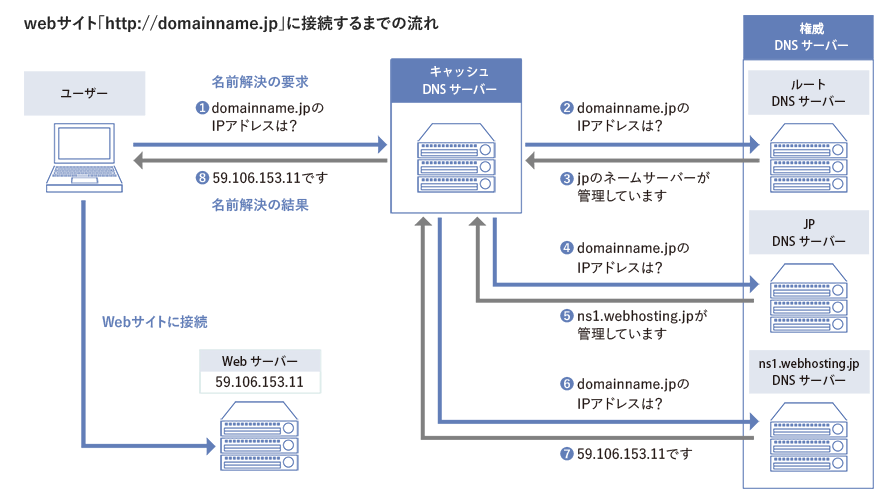 webサイト「http://domainname.jp」に接続するまでの流れ
ユーザー
名前解決の要求
❶ domainname.jpの
IPアドレスは?
❽ 59.106.153.11です
名前解決の結果
キャッシュ
DNS サーバー
❷ domainname.jpの
IPアドレスは?
❸ jpのネームサーバーが
管理しています
❹ domainname.jpの
IPアドレスは?
❺ ns1.webhosting.jpが
管理しています
❻ domainname.jpの
IPアドレスは?
❼ 59.106.153.11です
権威
DNS サーバー
ルート
DNS サーバー
JP
DNS サーバー
ns1.webhosting.jp
DNS サーバー
Webサイトに接続
Web サーバー
59.106.153.11